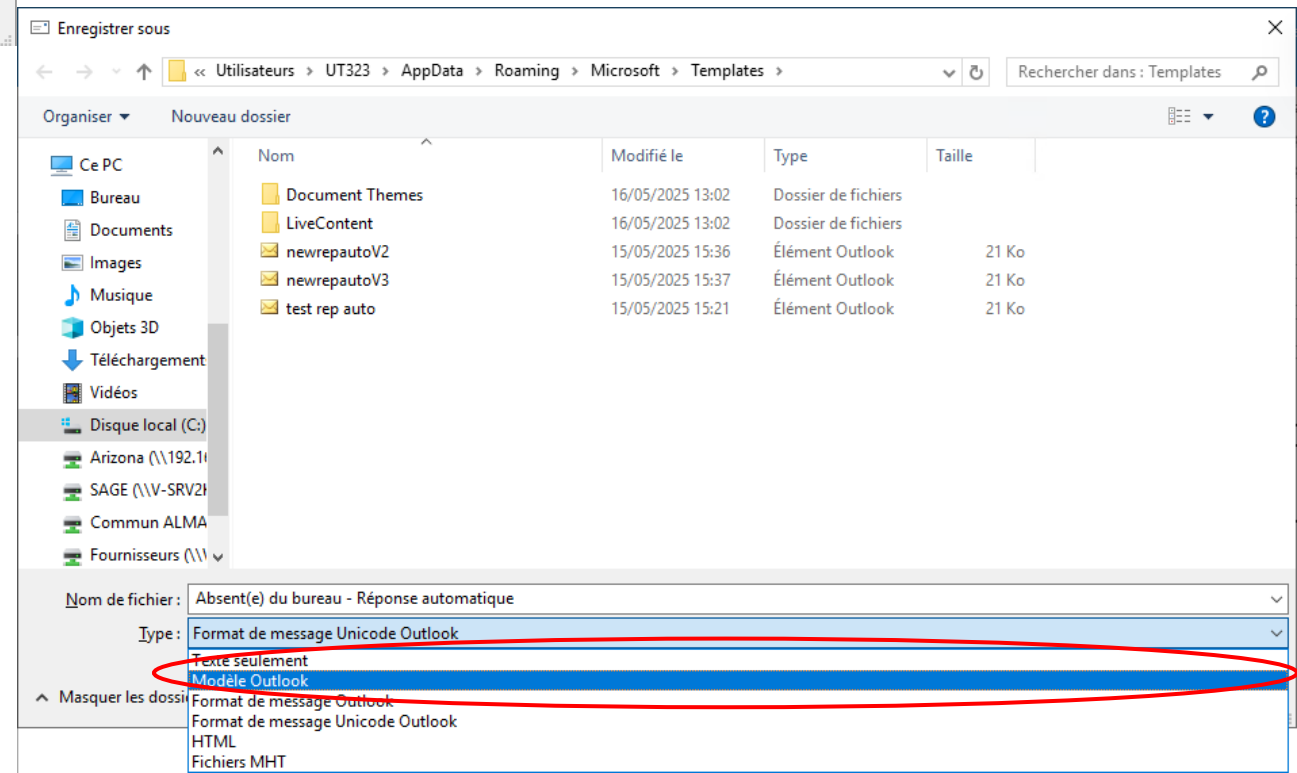 Enregistrer sous
« Utilisateurs > UT323 > AppData > Roaming > Microsoft > Templates >
Rechercher dans : Templates
Organiser
Nouveau dossier
Nom Modifié le Type Taille
Ce PC
Bureau
Documents
Images
Musique
Objets 3D
Téléchargement
Vidéos
Disque local (C:)
Arizona (\\192.1
SAGE (\\V-SRV2
Commun ALMA
Fournisseurs (\\
Document Themes 16/05/2025 13:02 Dossier de fichiers
LiveContent 16/05/2025 13:02 Dossier de fichiers
newrepautoV2 15/05/2025 15:36 Élément Outlook 21 Ko
newrepautoV3 15/05/2025 15:37 Élément Outlook 21 Ko
test rep auto 15/05/2025 15:21 Élément Outlook 21 Ko
Nom de fichier : Absent(e) du bureau - Réponse automatique
Type : Format de message Unicode Outlook
Texte seulement
Modèle Outlook
Format de message Outlook
Format de message Unicode Outlook
HTML
Fichiers MHT
Masquer les dossi